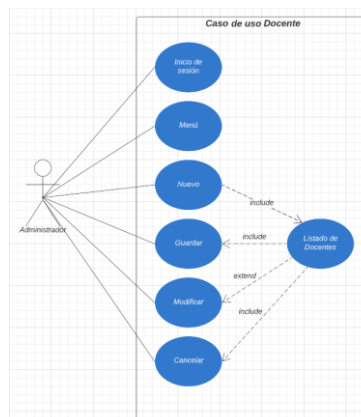 Caso de uso Docente
Inicio de
sesión
Menú
Nuevo
include
Administrador
Guardar
include
Listado de
Docentes
extend
Modificar
include
Cancelar